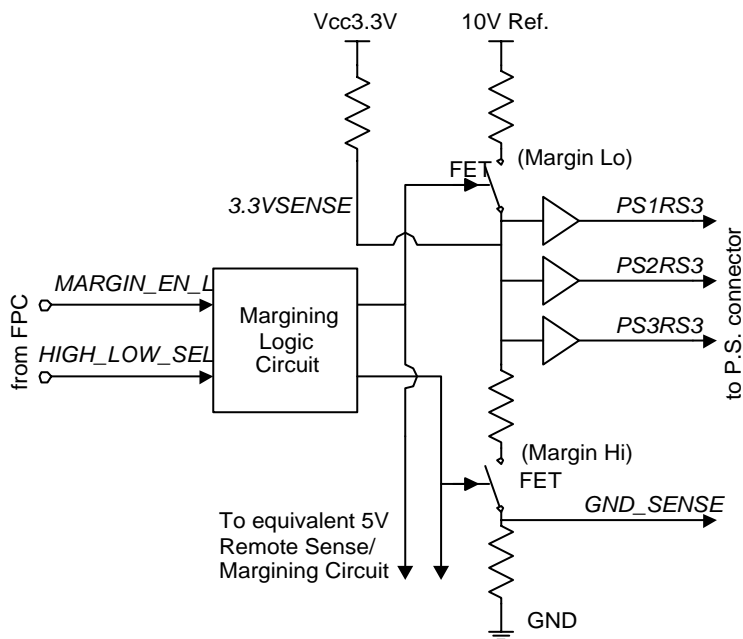 Vcc3.3V
10V Ref.
(Margin Lo)
FET
3.3VSENSE
PS1RS3
MARGIN_EN_L
PS2RS3
from FPC
Margining
Logic
Circuit
HIGH_LOW_SEL
PS3RS3
to P.S. connector
(Margin Hi)
FET
GND_SENSE
To equivalent 5V
Remote Sense/
Margining Circuit
GND